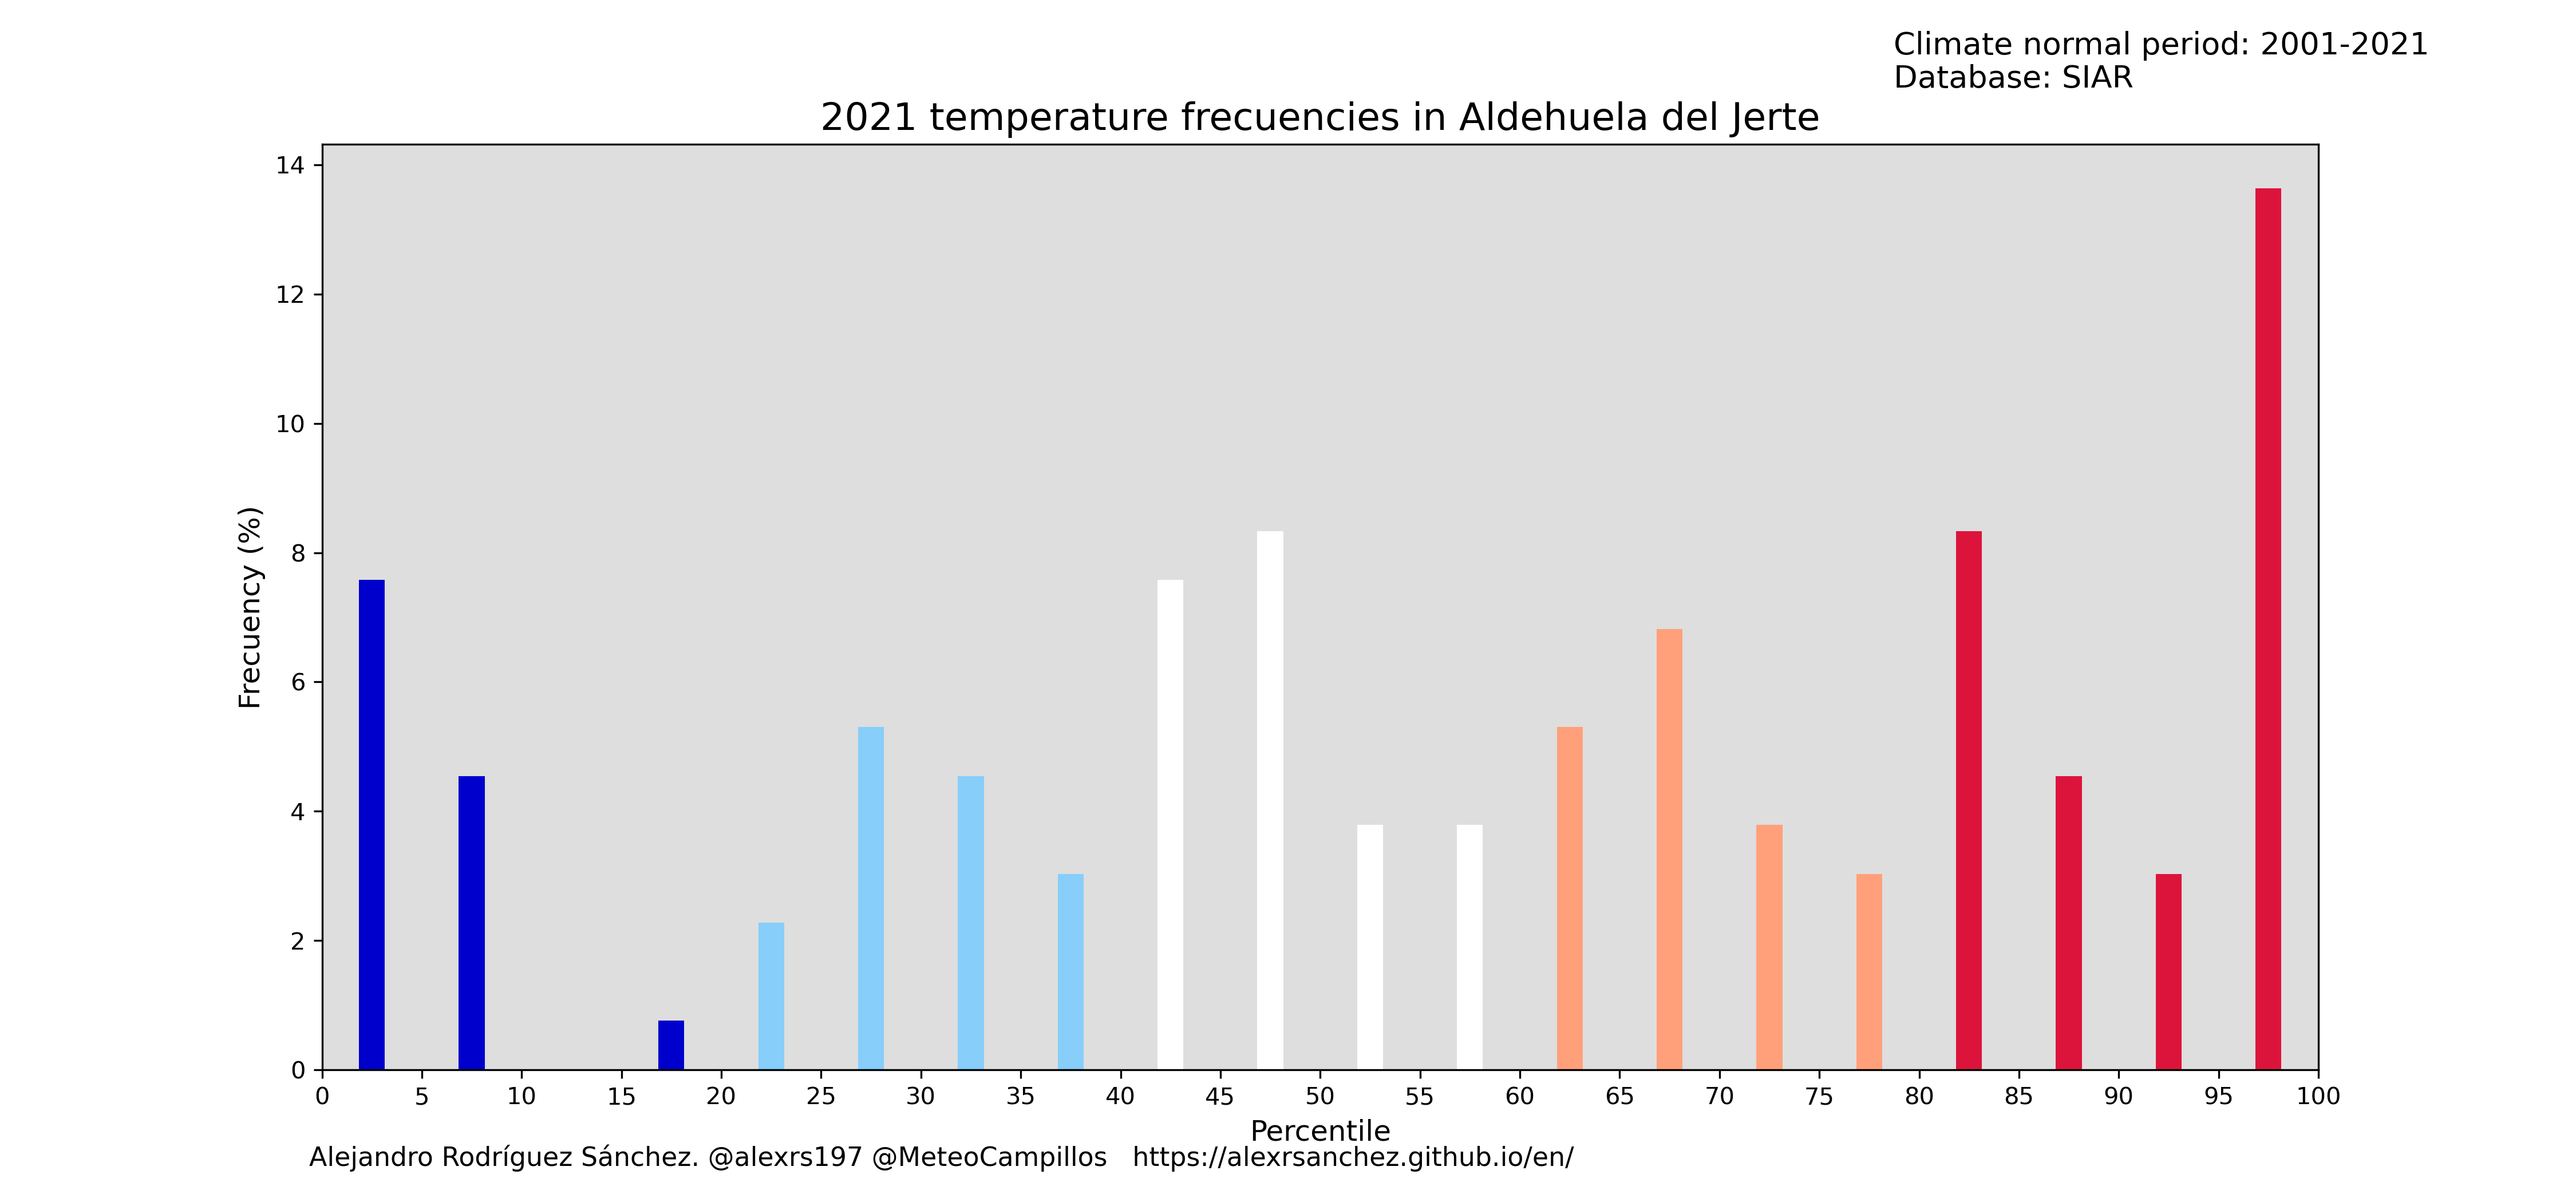 Climate normal period: 2001-2021
Database: SIAR
2021 temperature frecuencies in Aldehuela del Jerte
14
12
10
8
6
4
2
0
Frecuency (%)
0 5 10 15 20 25 30 35 40 45 50 55 60 65 70 75 80 85 90 95 100
Percentile
Alejandro Rodríguez Sánchez. @alexrs197 @MeteoCampillos https://alexrsanchez.github.io/en/